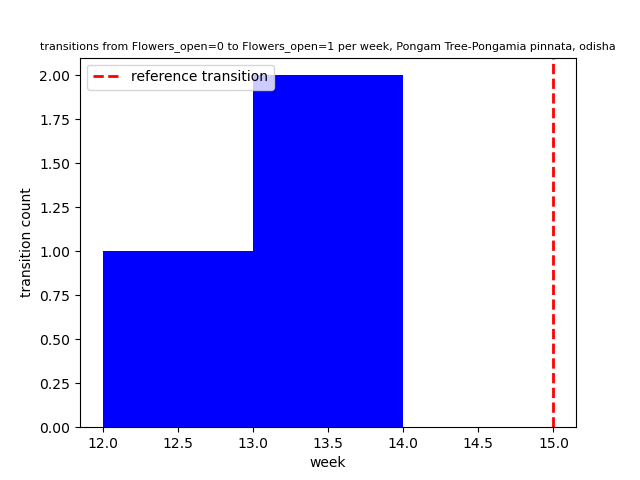 transitions from Flowers_open=0 to Flowers_open=1 per week, Pongam Tree-Pongamia pinnata, odisha
reference transition
transition count
2.00
1.75
1.50
1.25
1.00
0.75
0.50
0.25
0.00
12.0 12.5 13.0 13.5 14.0 14.5 15.0
week